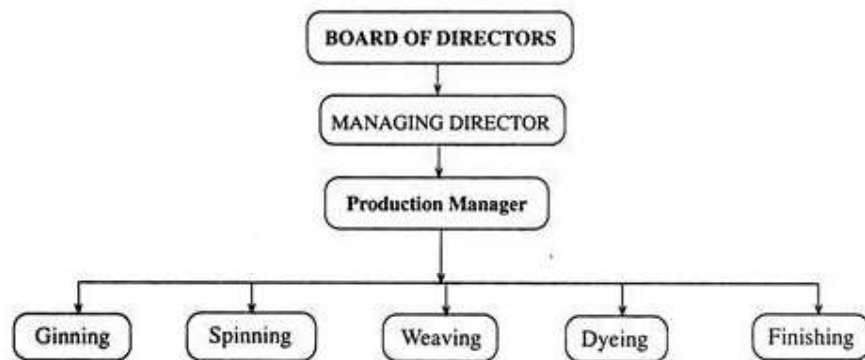 BOARD OF DIRECTORS
MANAGING DIRECTOR
Production Manager
Ginning
Spinning
Weaving
Dyeing
Finishing